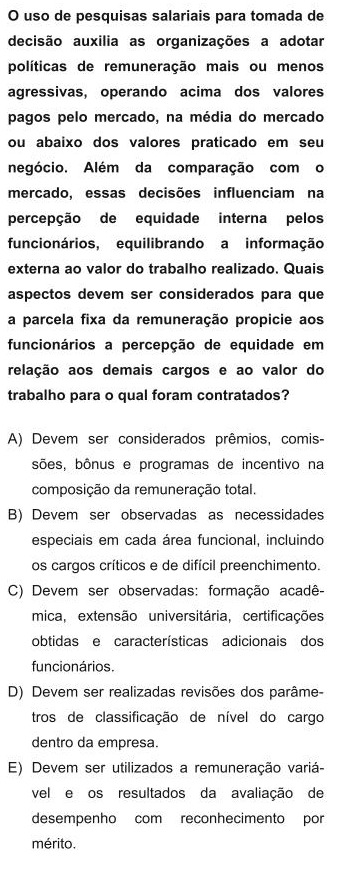 O uso de pesquisas salariais para tomada de
decisão auxilia as organizações a adotar
políticas de remuneração mais ou menos
agressivas, operando acima dos valores
pagos pelo mercado, na média do mercado
ou abaixo dos valores praticado em seu
negócio. Além da comparação com o
mercado, essas decisões influenciam na
percepção de equidade interna pelos
funcionários, equilibrando a informação
externa ao valor do trabalho realizado. Quais
aspectos devem ser considerados para que
a parcela fixa da remuneração propicie aos
funcionários a percepção de equidade em
relação aos demais cargos e ao valor do
trabalho para o qual foram contratados?
A) Devem ser considerados prêmios, comis-
sões, bônus e programas de incentivo na
composição da remuneração total.
B) Devem ser observadas as necessidades
especiais em cada área funcional, incluindo
os cargos críticos e de difícil preenchimento.
C) Devem ser observadas: formação acadê-
mica, extensão universitária, certificações
obtidas e características adicionais dos
funcionários.
D) Devem ser realizadas revisões dos parâme-
tros de classificação de nível do cargo
dentro da empresa.
E) Devem ser utilizados a remuneração variá-
vel e os resultados da avaliação de
desempenho com reconhecimento por
mérito.